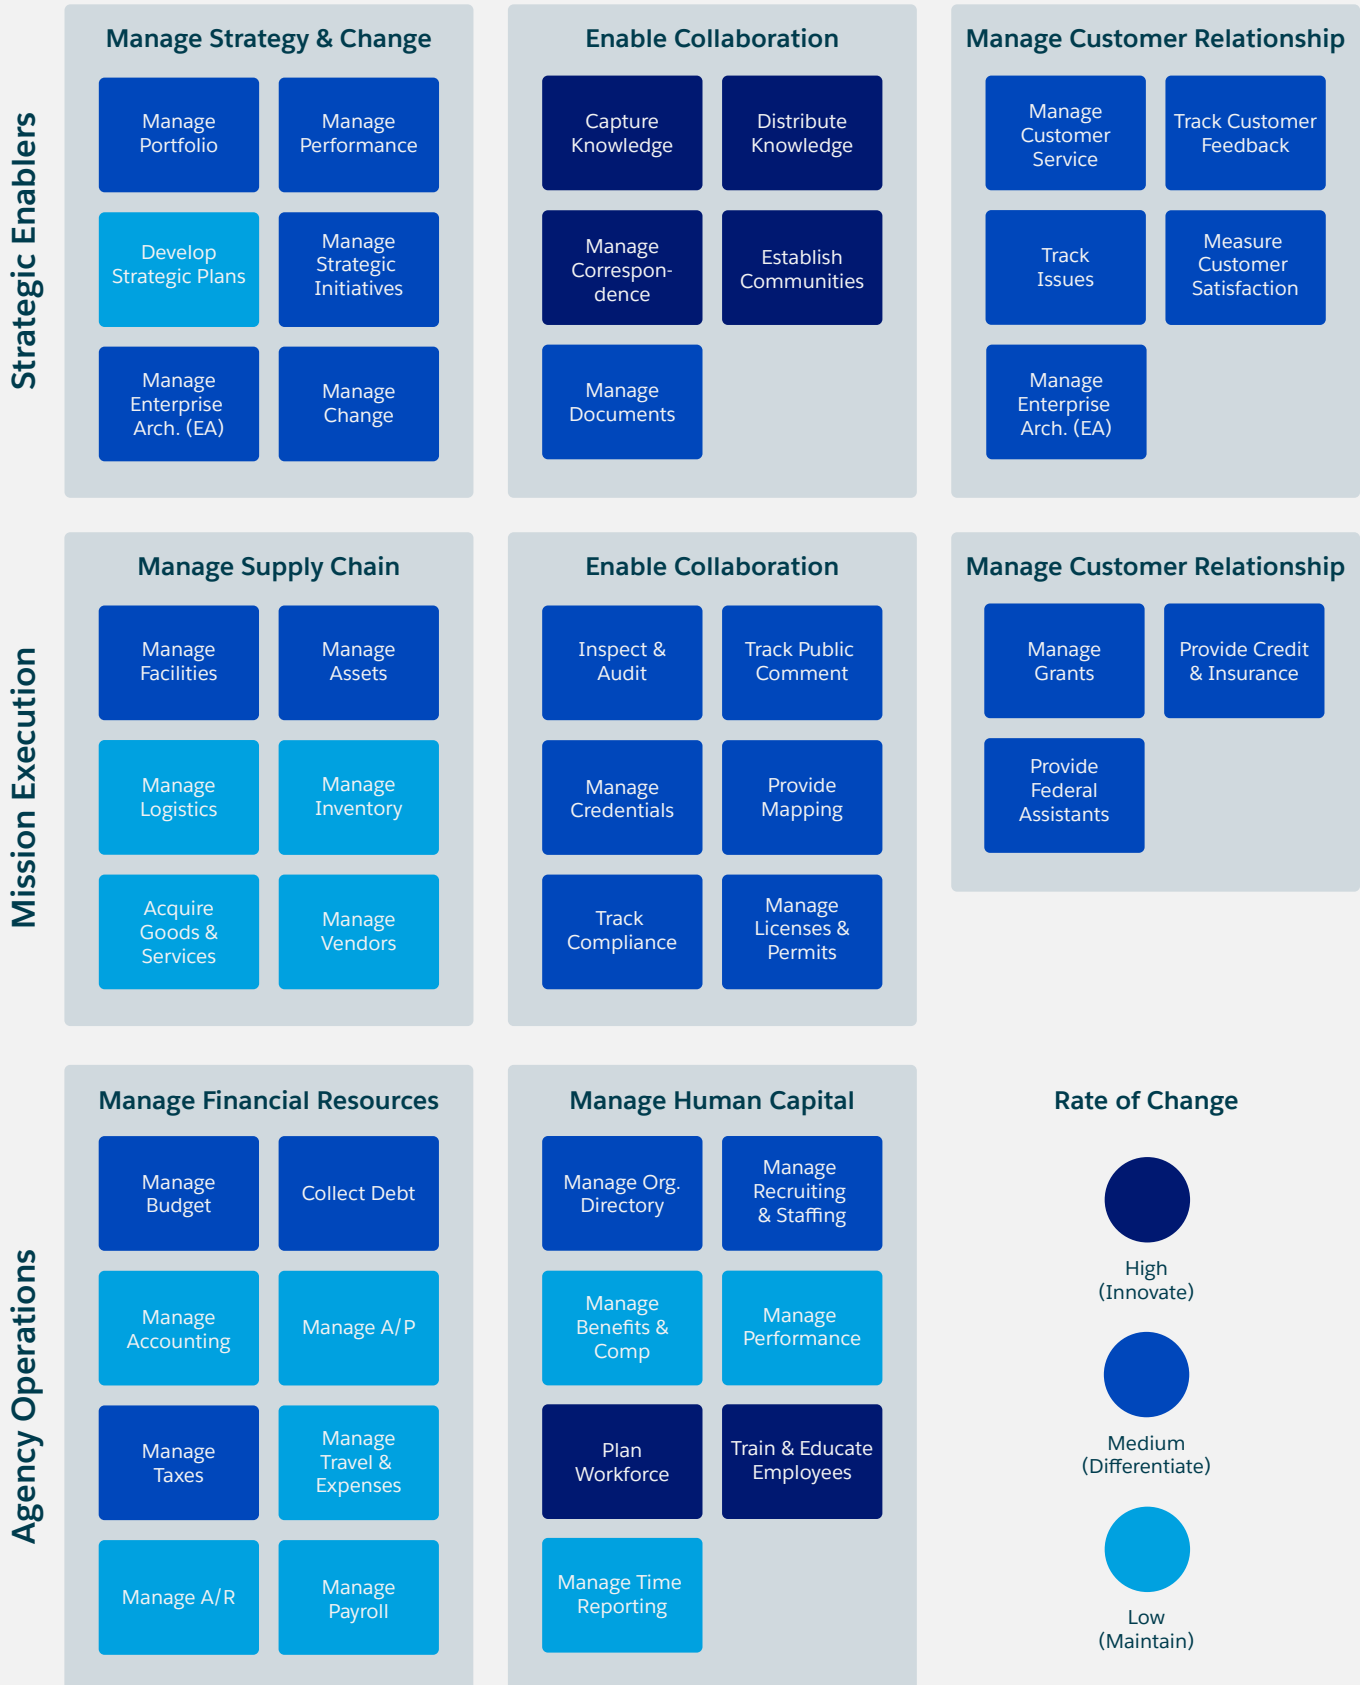 Strategic Enablers
Manage Strategy & Change
Manage
Portfolio
Manage
Performance
Develop
Strategic Plans
Manage
Strategic
Initiatives
Manage
Enterprise
Arch. (EA)
Manage
Change
Enable Collaboration
Capture
Knowledge
Distribute
Knowledge
Manage
Correspon-
dence
Establish
Communities
Manage
Documents
Manage Customer Relationship
Manage
Customer
Service
Track Customer
Feedback
Track
Issues
Measure
Customer
Satisfaction
Manage
Enterprise
Arch. (EA)
Mission Execution
Manage Supply Chain
Manage
Facilities
Manage
Assets
Manage
Logistics
Manage
Inventory
Acquire
Goods &
Services
Manage
Vendors
Enable Collaboration
Inspect &
Audit
Track Public
Comment
Manage
Credentials
Provide
Mapping
Track
Compliance
Manage
Licenses &
Permits
Manage Customer Relationship
Manage
Grants
Provide Credit
& Insurance
Provide
Federal
Assistants
Agency Operations
Manage Financial Resources
Manage
Budget
Collect Debt
Manage
Accounting
Manage A/P
Manage
Taxes
Manage
Travel &
Expenses
Manage A/R
Manage
Payroll
Manage Human Capital
Manage Org.
Directory
Manage
Recruiting
& Staffing
Manage
Benefits &
Comp
Manage
Performance
Plan
Workforce
Train & Educate
Employees
Manage Time
Reporting
Rate of Change
High
(Innovate)
Medium
(Differentiate)
Low
(Maintain)